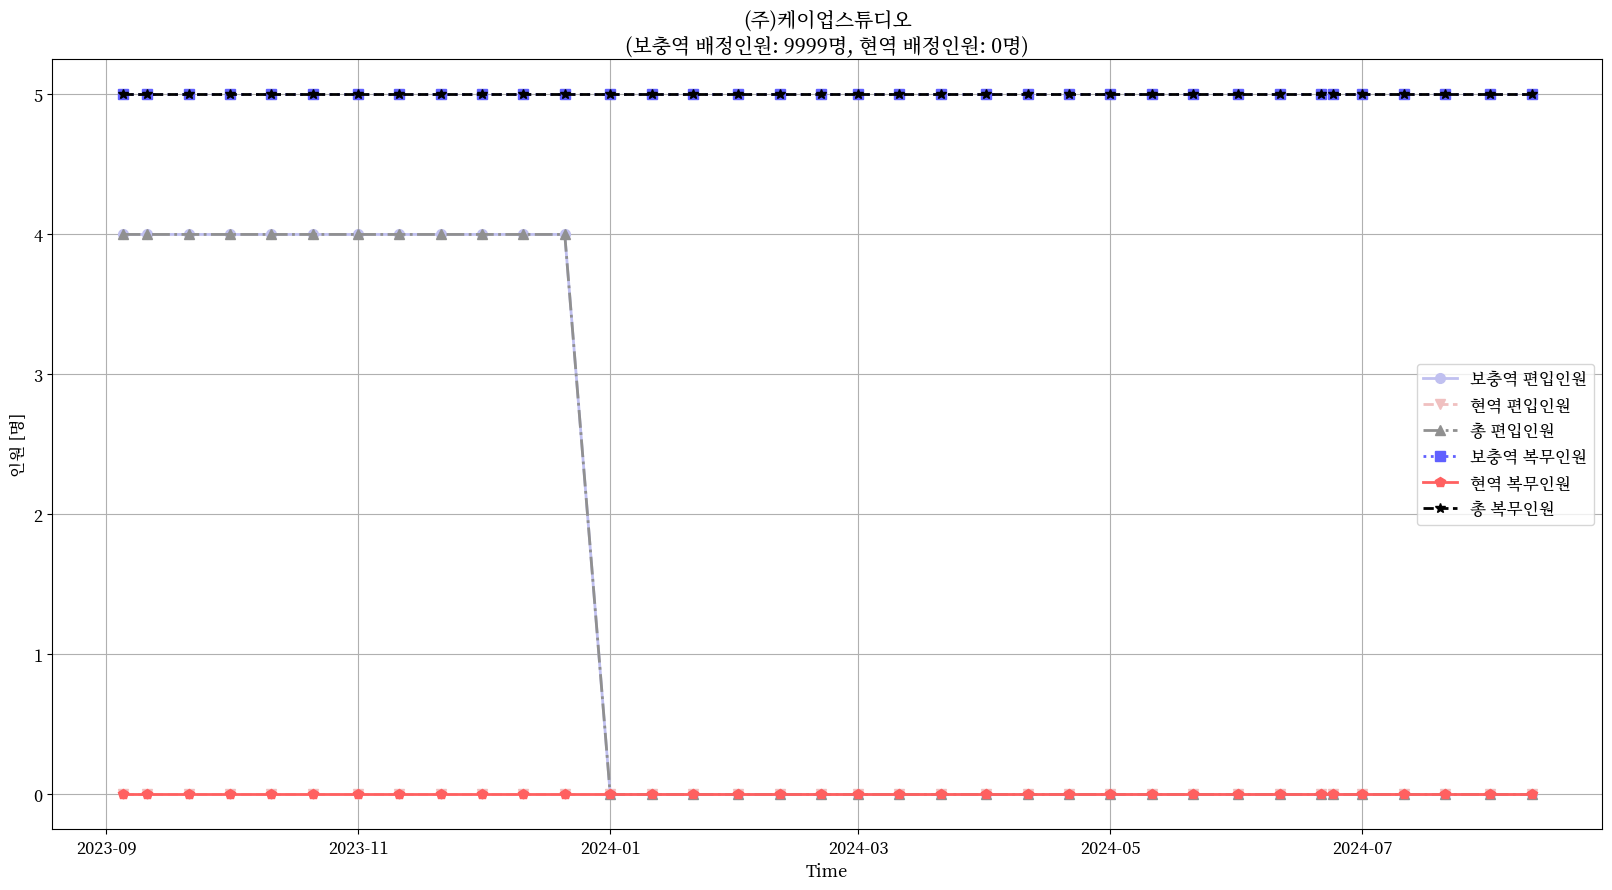 (주)케이업스튜디오
(보충역 배정인원: 9999명, 현역 배정인원: 0명)
5
4
3
2
1
0
인원 [명]
보충역 편입인원
현역 편입인원
총 편입인원
보충역 복무인원
현역 복무인원
총 복무인원
2023-09
2023-11
2024-01
2024-03
2024-05
2024-07
Time